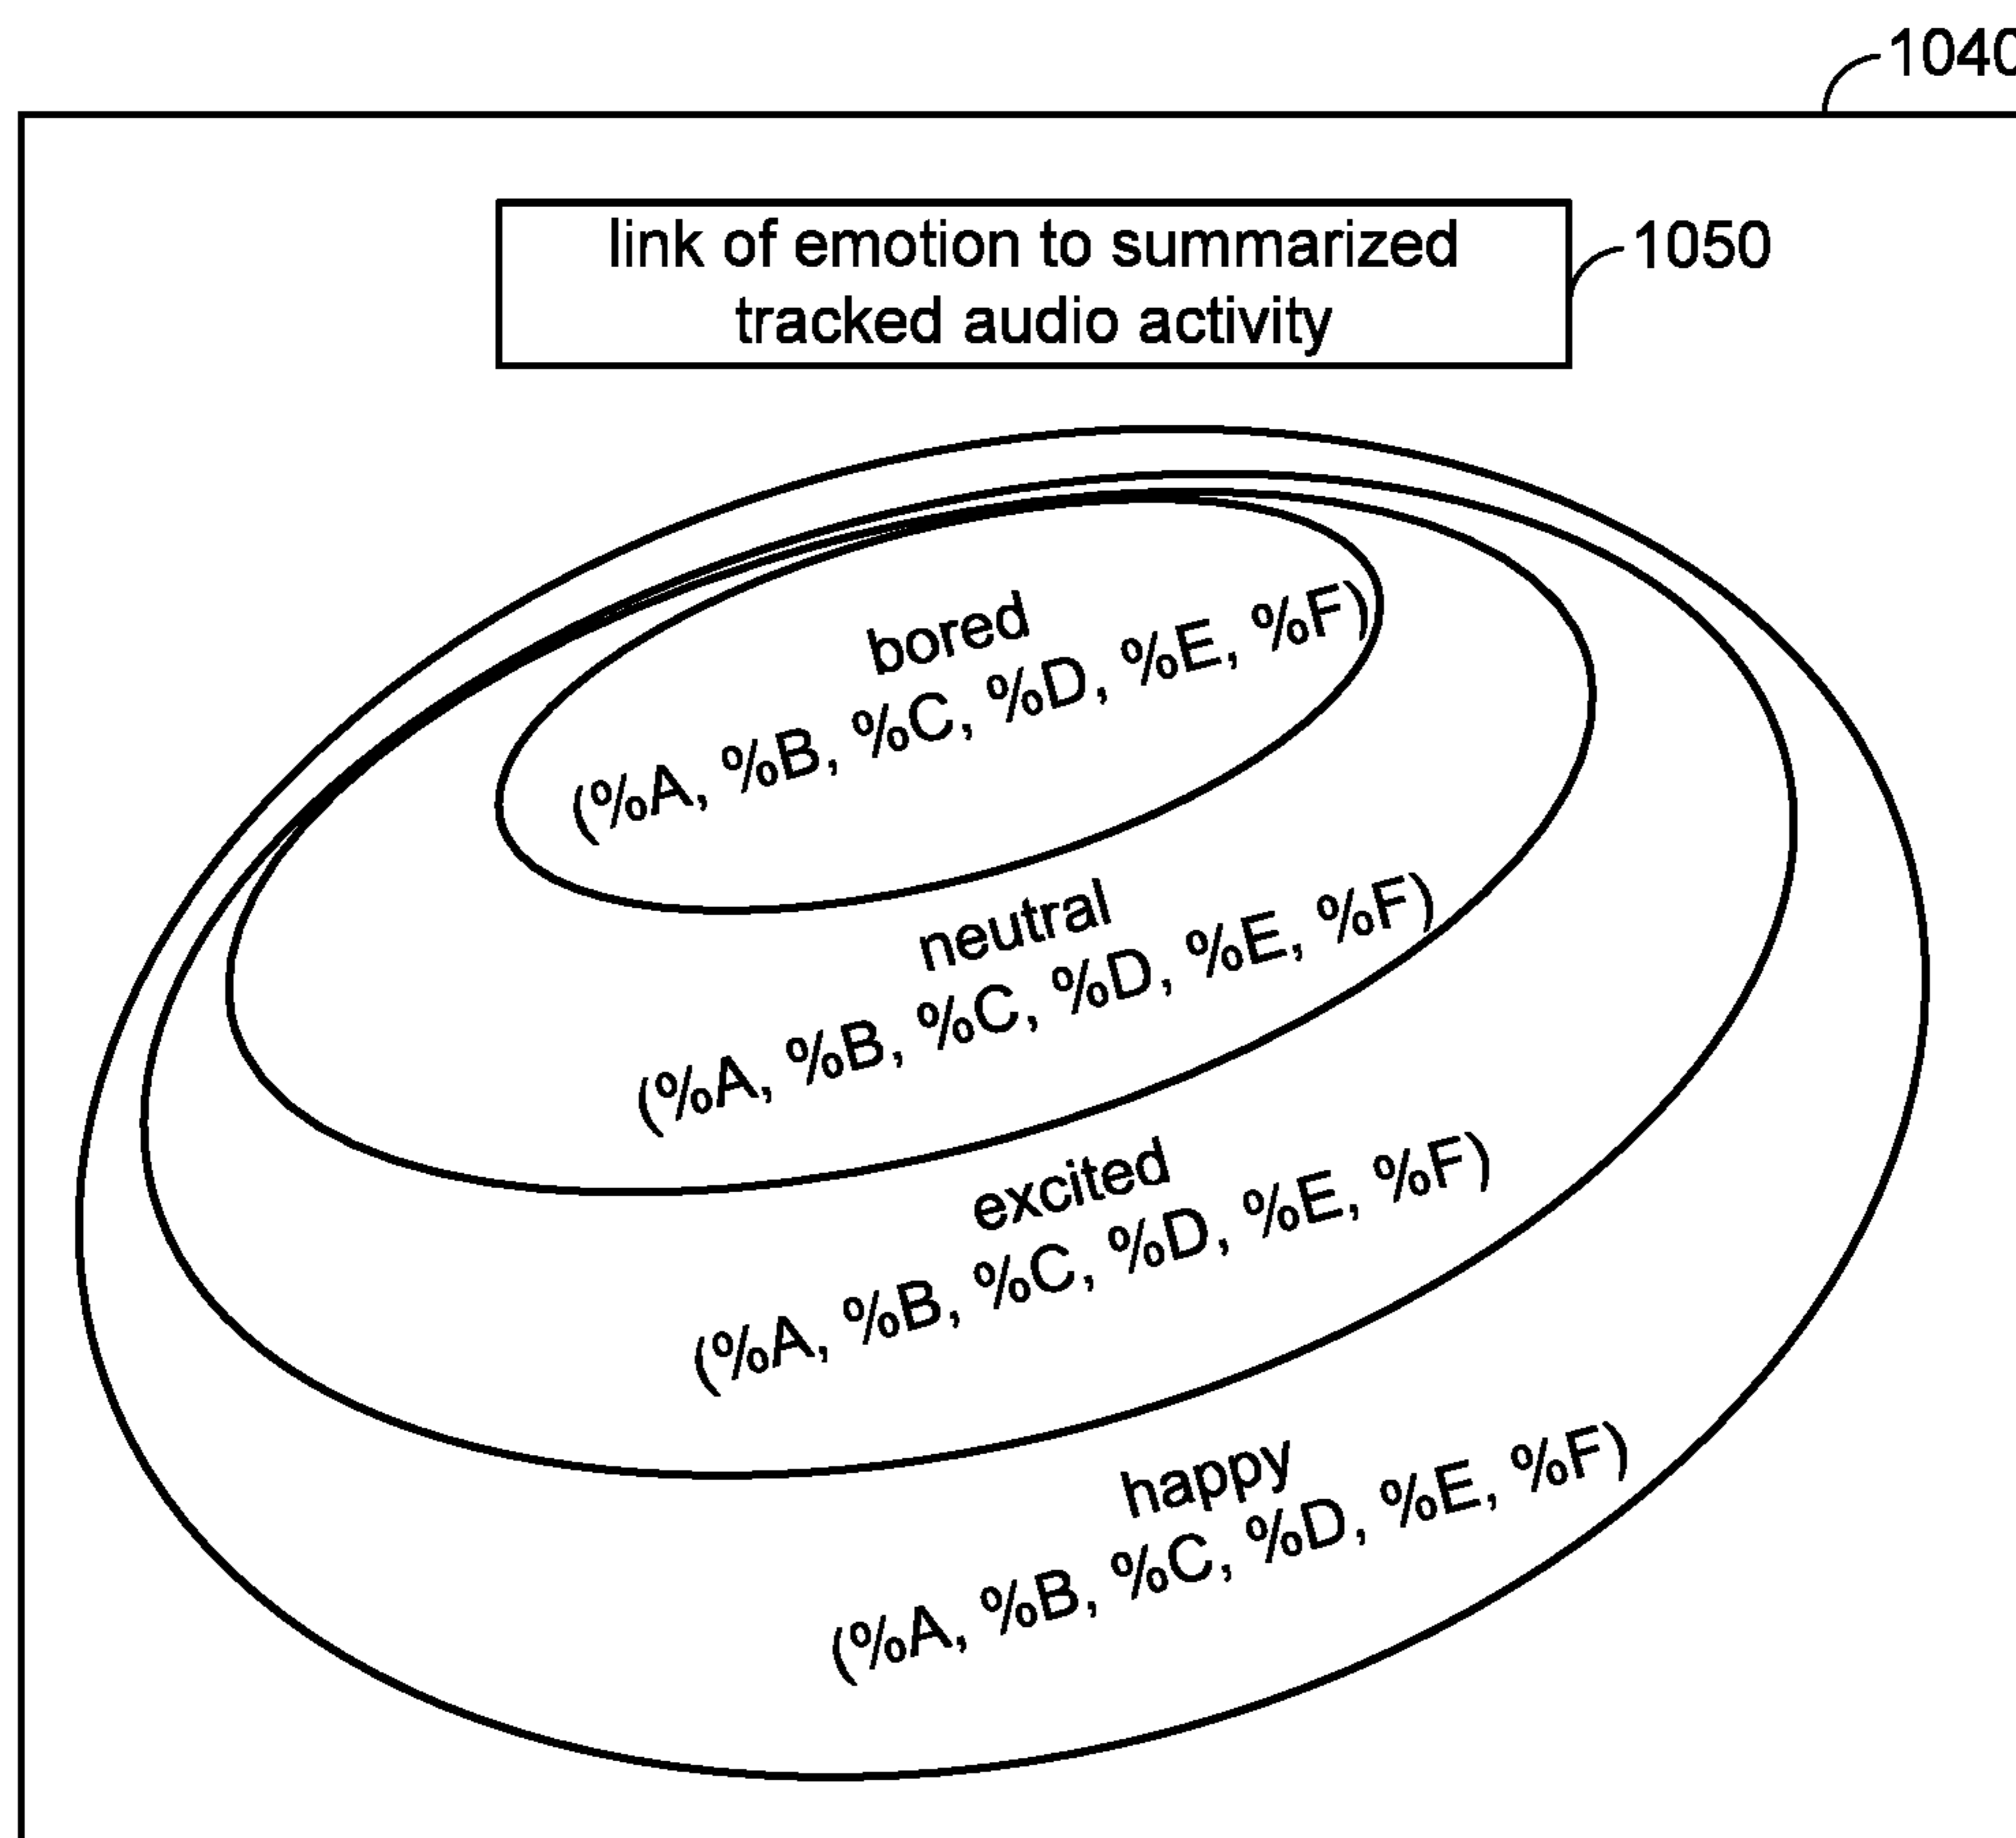 1040
link of emotion to summarized
tracked audio activity
1050
bored
(%A, %B, %C, %D, %E, %F)
neutral
(%A, %B, %C, %D, %E, %F)
excited
(%A, %B, %C, %D, %E, %F)
happy
(%A, %B, %C, %D, %E, %F)